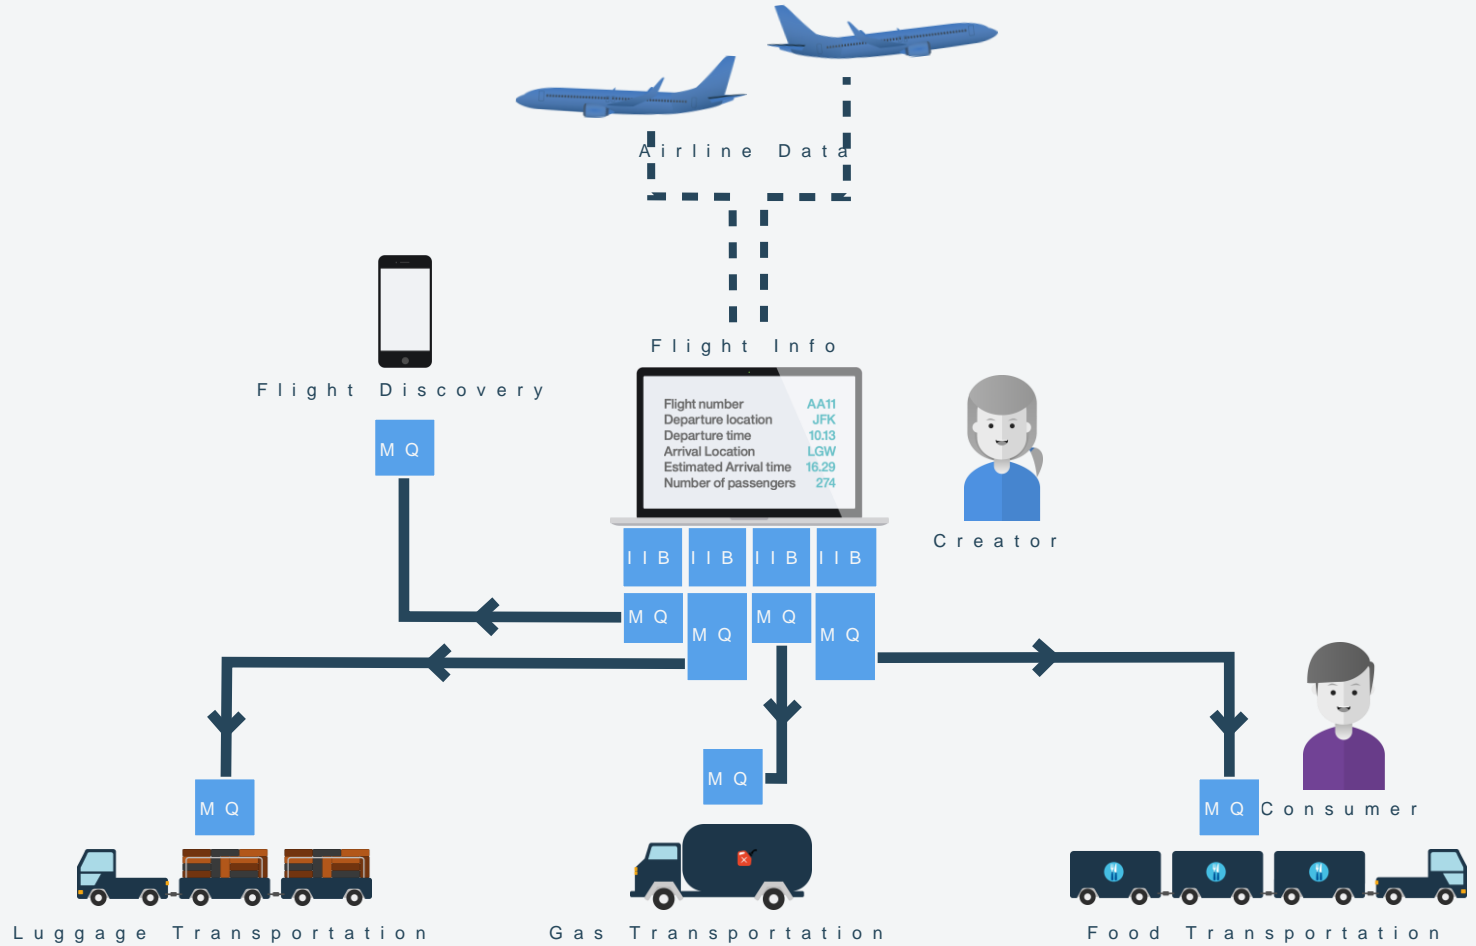 Airline Data
Flight Info
Flight Discovery
Flight number AA11
Departure location JFK
Departure time 10.13
Arrival Location LGW
Estimated Arrival time 16.29
Number of passengers 274
MQ
Creator
IIB IIB IIB IIB
MQ MQ MQ MQ
MQ
MQ
MQ
Consumer
Luggage Transportation
Gas Transportation
Food Transportation